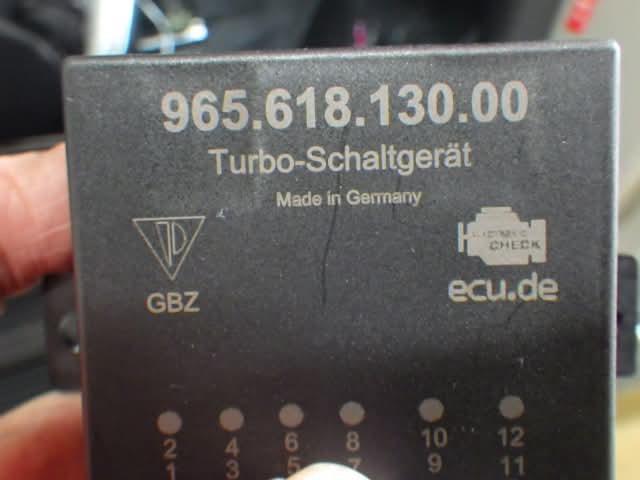 965.618.130.00
Turbo-Schaltgerät
Made in Germany
GBZ
CHECK
ecu.de
2 4 6 8 10 12
1 3 5 7 9 11